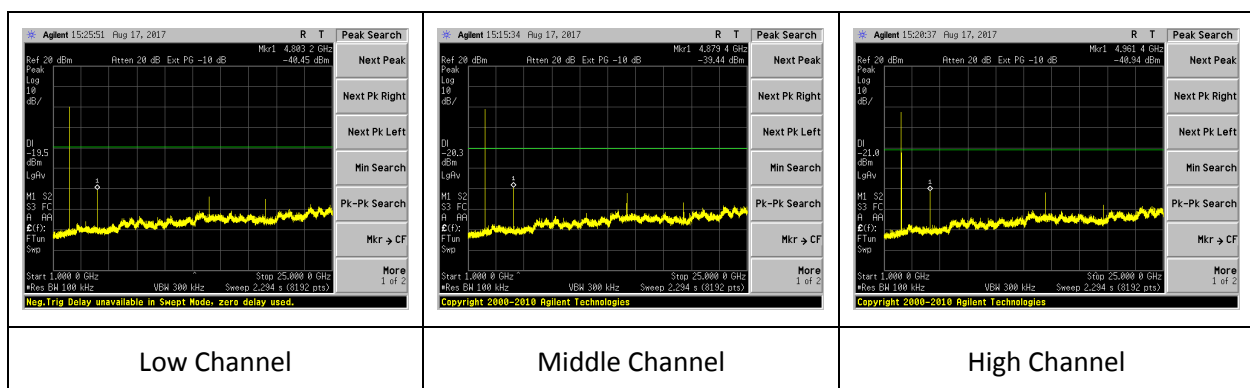 Agilent 15:25:51 Aug 17, 2017 R T Peak Search
Mkr1 4.803 2 GHz
Ref 20 dBm Atten 20 dB Ext PG -10 dB -40.45 dBm
Peak
Log
10
dB/
DI
-19.5
dBm
LgAv
M1 S2
S3 FC
A AA
£(f):
FTun
Swp
1
Start 1.000 0 GHz Stop 25.000 0 GHz
#Res BW 100 kHz VBW 300 kHz Sweep 2.294 s (8192 pts)
Neg.Trig Delay unavailable in Swept Mode, zero delay used.
Next Peak
Next Pk Right
Next Pk Left
Min Search
Pk-Pk Search
Mkr → CF
More
1 of 2
Agilent 15:15:34 Aug 17, 2017 R T Peak Search
Mkr1 4.879 4 GHz
Ref 20 dBm Atten 20 dB Ext PG -10 dB -39.44 dBm
Peak
Log
10
dB/
DI
-20.3
dBm
LgAv
M1 S2
S3 FC
A AA
£(f):
FTun
Swp
1
Start 1.000 0 GHz Stop 25.000 0 GHz
#Res BW 100 kHz VBW 300 kHz Sweep 2.294 s (8192 pts)
Copyright 2000-2010 Agilent Technologies
Next Peak
Next Pk Right
Next Pk Left
Min Search
Pk-Pk Search
Mkr → CF
More
1 of 2
Agilent 15:20:37 Aug 17, 2017 R T Peak Search
Mkr1 4.961 4 GHz
Ref 20 dBm Atten 20 dB Ext PG -10 dB -40.94 dBm
Peak
Log
10
dB/
DI
-21.0
dBm
LgAv
M1 S2
S3 FC
A AA
£(f):
FTun
Swp
1
Start 1.000 0 GHz Stop 25.000 0 GHz
#Res BW 100 kHz VBW 300 kHz Sweep 2.294 s (8192 pts)
Copyright 2000-2010 Agilent Technologies
Next Peak
Next Pk Right
Next Pk Left
Min Search
Pk-Pk Search
Mkr → CF
More
1 of 2
Low Channel Middle Channel High Channel